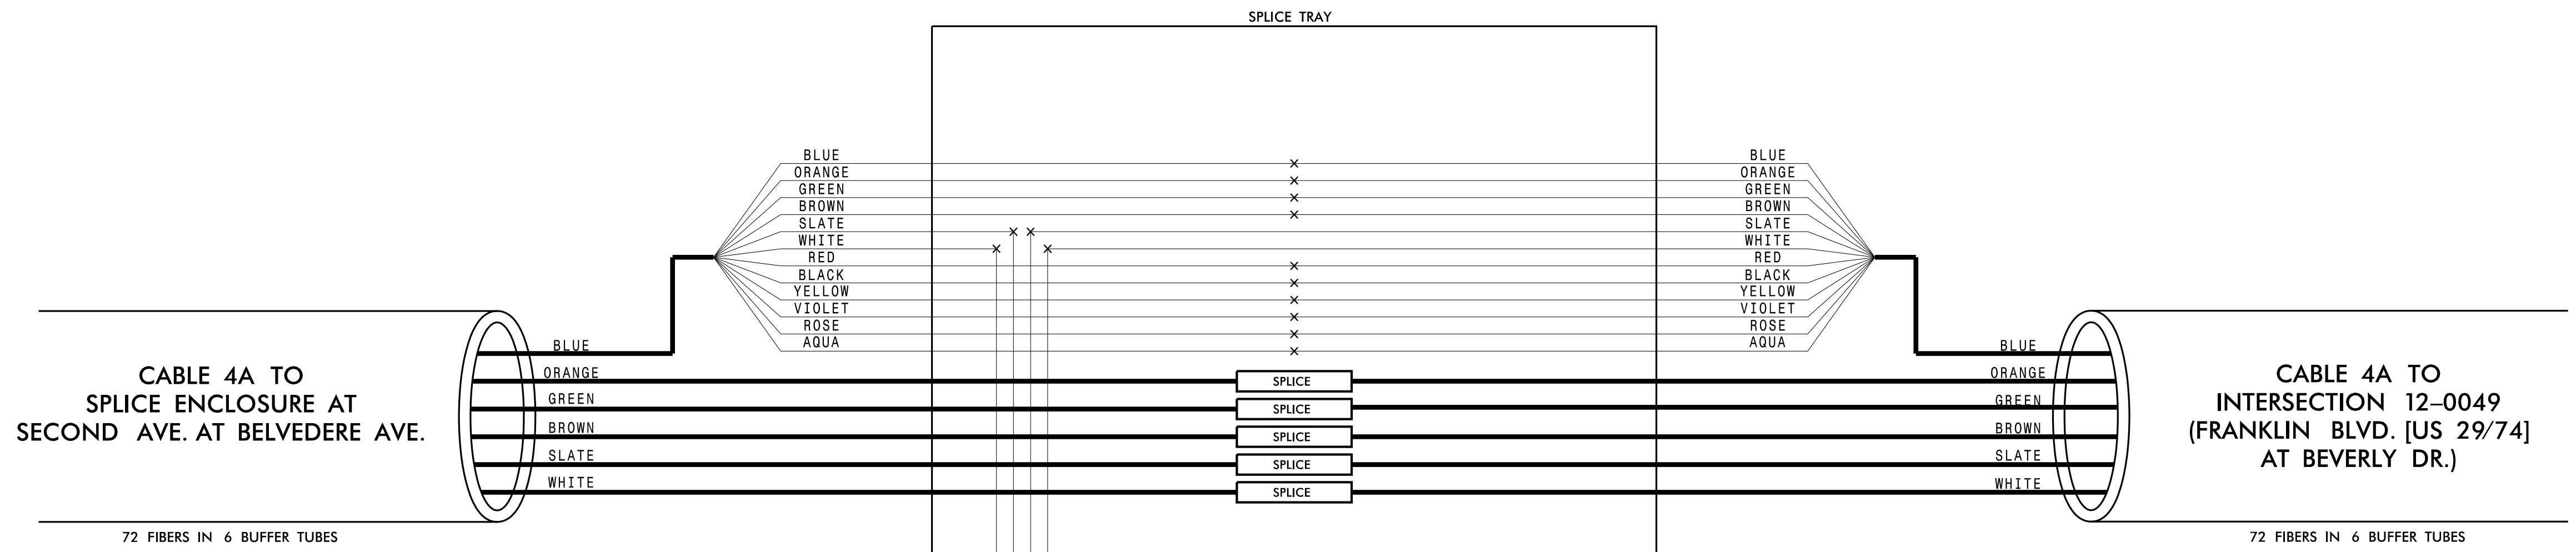 SPLICE TRAY
BLUE
ORANGE
GREEN
BROWN
SLATE
WHITE
RED
BLACK
YELLOW
VIOLET
ROSE
AQUA
BLUE
ORANGE
GREEN
BROWN
SLATE
WHITE
RED
BLACK
YELLOW
VIOLET
ROSE
AQUA
CABLE 4A TO
SPLICE ENCLOSURE AT
SECOND AVE. AT BELVEDERE AVE.
72 FIBERS IN 6 BUFFER TUBES
BLUE
ORANGE
GREEN
BROWN
SLATE
WHITE
SPLICE
SPLICE
SPLICE
SPLICE
SPLICE
BLUE
ORANGE
GREEN
BROWN
SLATE
WHITE
CABLE 4A TO
INTERSECTION 12–0049
(FRANKLIN BLVD. [US 29/74]
AT BEVERLY DR.)
72 FIBERS IN 6 BUFFER TUBES